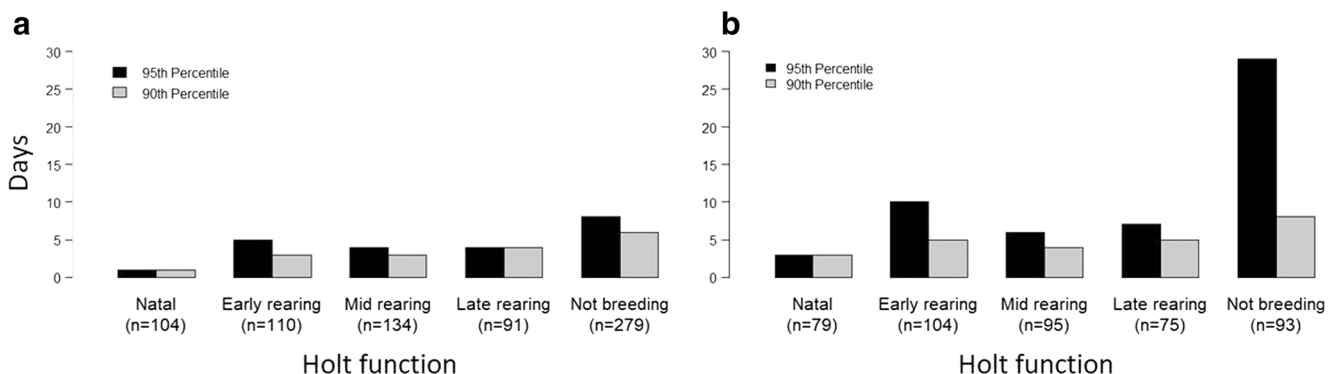 a
30
25
20
15
10
5
0
Days
95th Percentile
90th Percentile
Natal Early rearing Mid rearing Late rearing Not breeding
(n=104) (n=110) (n=134) (n=91) (n=279)
Holt function
b
30
25
20
15
10
5
0
95th Percentile
90th Percentile
Natal Early rearing Mid rearing Late rearing Not breeding
(n=79) (n=104) (n=95) (n=75) (n=93)
Holt function